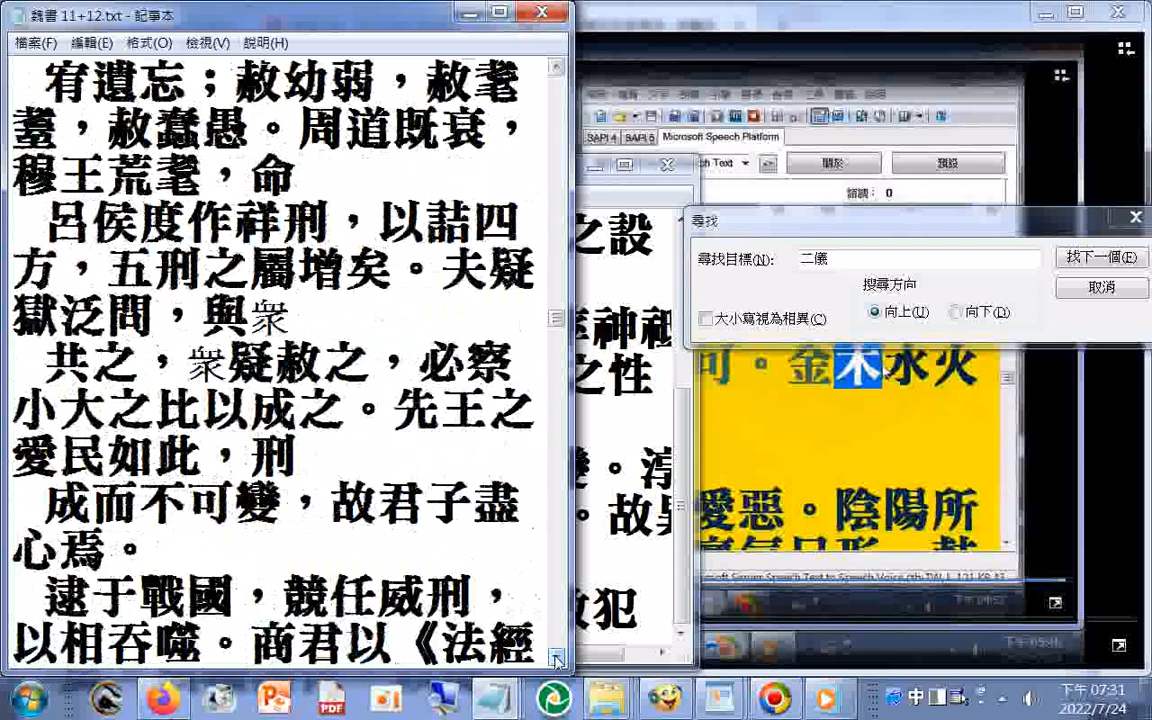 魏書 11+12.txt - 記事本
檔案(F) 編輯(E) 格式(O) 檢視(V) 說明(H)
宥遺忘；赦幼弱，赦耄
耋，赦蠢愚。周道既衰，
穆王荒耄，命
呂侯度作祥刑，以詰四
方，五刑之屬增矣。夫疑
獄泛問，與衆
共之，衆疑赦之，必察
小大之比以成之。先王之
愛民如此，刑
成而不可變，故君子盡
心焉。
逮于戰國，競任威刑，
以相吞噬。商君以《法經
SAPI 4 SAPI 5 Microsoft Speech Platform
關於 預設
0
之設
神祇
之性
。淳
。故
犯
尋找
尋找目標(N): 二儀
找下一個(E)
取消
搜尋方向
大小寫視為相異(C)
向上(U) 向下(D)
可。金木水火
愛惡。陰陽所
下午 07:31
2022/7/24